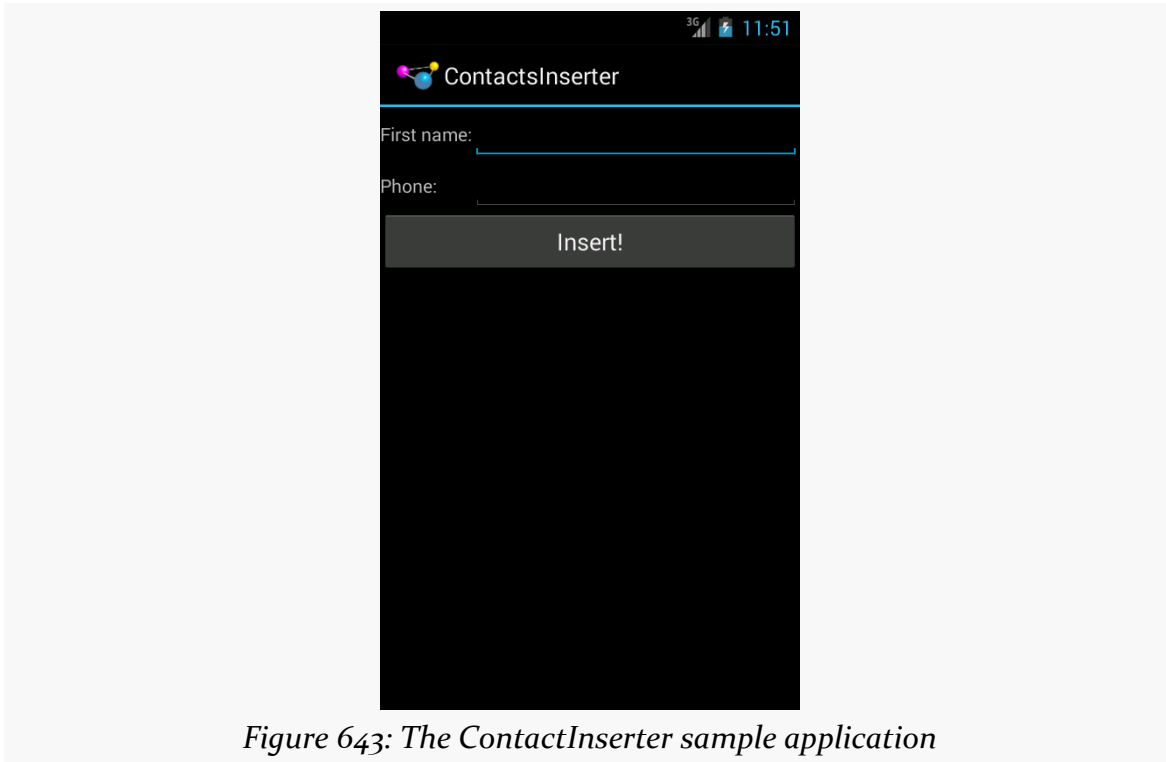 3G 11:51
ContactsInserter
First name:
Phone:
Insert!
Figure 643: The ContactInserter sample application